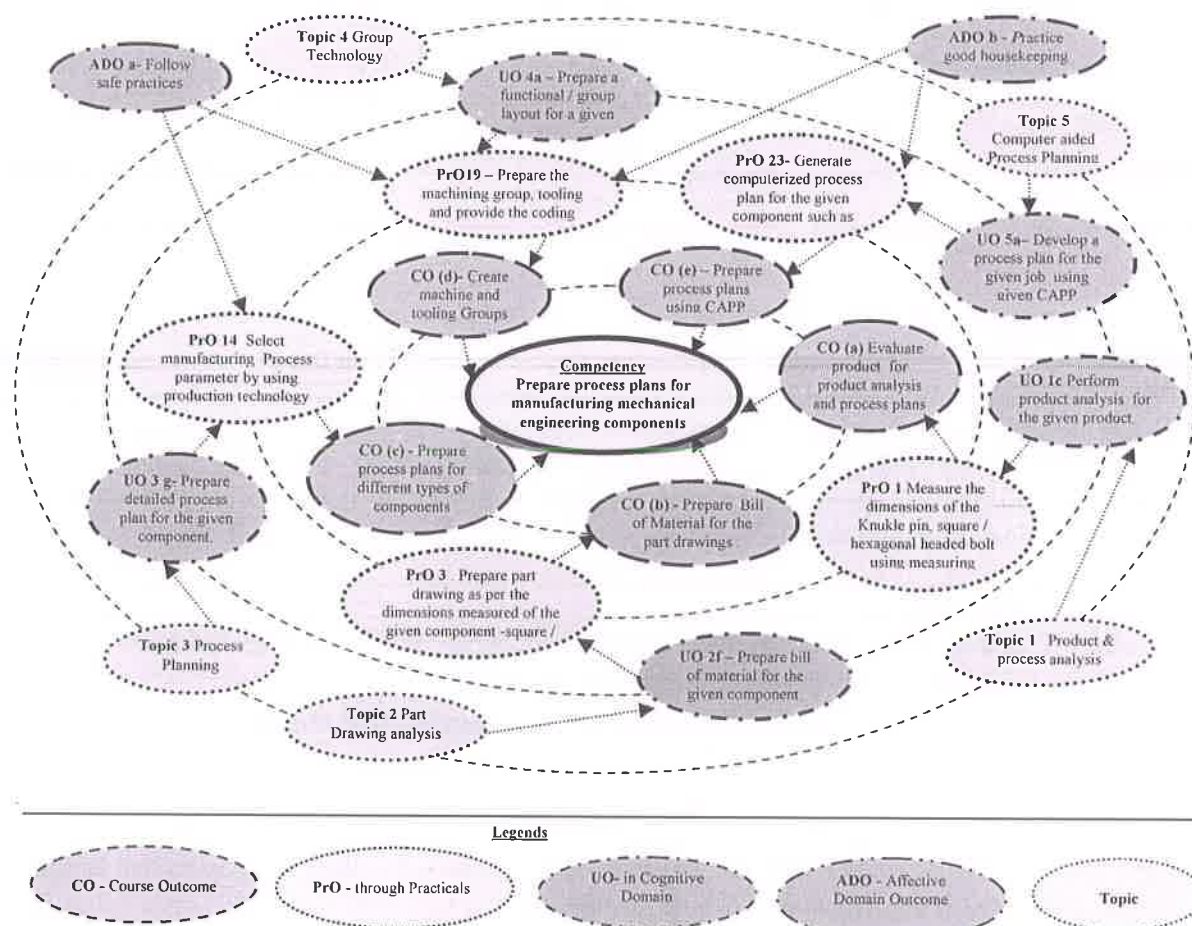 Topic 4 Group
Technology
ADO a- Follow
safe practices
ADO b - Practice
good housekeeping
UO 4a – Prepare a
functional / group
layout for a given
Topic 5
Computer aided
Process Planning
PrO19 – Prepare the
machining group, tooling
and provide the coding
PrO 23- Generate
computerized process
plan for the given
component such as
UO 5a– Develop a
process plan for the
given job using
given CAPP
CO (d)- Create
machine and
tooling Groups
CO (e) – Prepare
process plans
using CAPP
PrO 14 Select
manufacturing Process
parameter by using
production technology
Competency
Prepare process plans for
manufacturing mechanical
engineering components
CO (a) Evaluate
product for
product analysis
and process plans
UO 1c Perform
product analysis for
the given product.
CO (c) - Prepare
process plans for
different types of
components
UO 3 g- Prepare
detailed process
plan for the given
component.
CO (b) - Prepare Bill
of Material for the
part drawings
PrO 1 Measure the
dimensions of the
Knukle pin, square /
hexagonal headed bolt
using measuring
PrO 3 . Prepare part
drawing as per the
dimensions measured of the
given component -square /
Topic 3 Process
Planning
UO 2f – Prepare bill
of material for the
given component
Topic 1 Product &
process analysis
Topic 2 Part
Drawing analysis
Legends
CO - Course Outcome
PrO - through Practicals
UO- in Cognitive
Domain
ADO - Affective
Domain Outcome
Topic